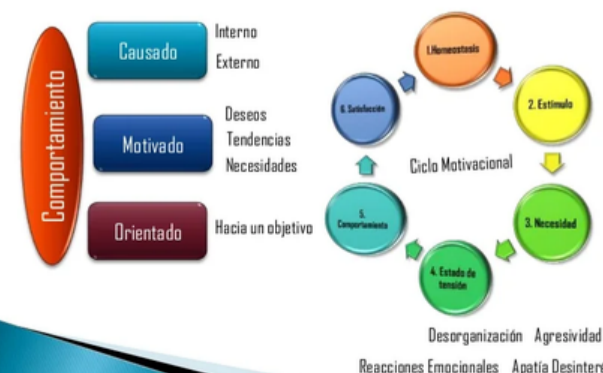 Comportamiento
Causado
Interno
Externo
Motivado
Deseos
Tendencias
Necesidades
Orientado
Hacia un objetivo
Ciclo Motivacional
1.Homeostasis
2. Estímulo
3. Necesidad
4. Estado de
tensión
5.
Comportamiento
6. Satisfacción
Desorganización Agresividad
Reacciones Emocionales Apatía Desinteré